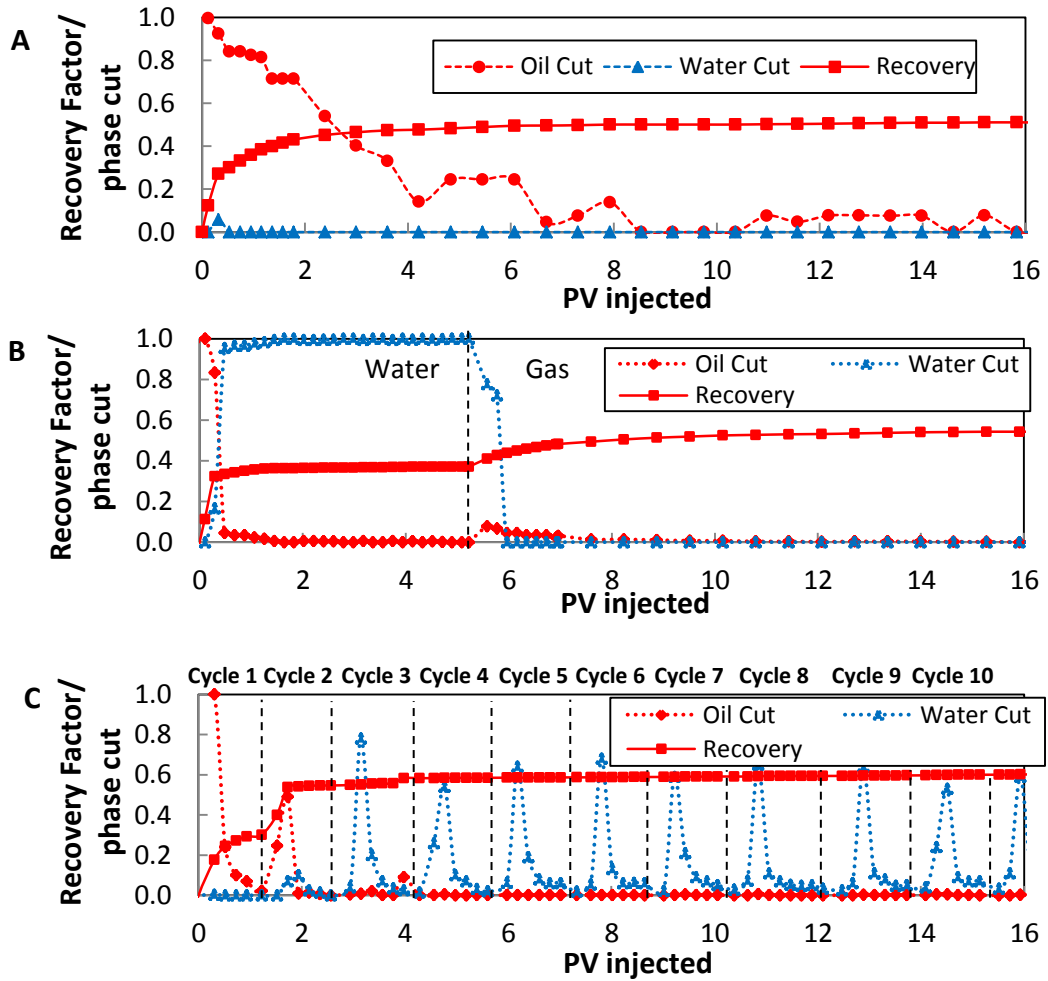 A
Recovery Factor/
phase cut
1.0
0.8
0.6
0.4
0.2
0.0
Oil Cut Water Cut Recovery
0 2 4 6 8 10 12 14 16
PV injected
B
Recovery Factor/
phase cut
1.0
0.8
0.6
0.4
0.2
0.0
Water Gas
Oil Cut Water Cut
Recovery
0 2 4 6 8 10 12 14 16
PV injected
C
Recovery Factor/
phase cut
Cycle 1 Cycle 2 Cycle 3 Cycle 4 Cycle 5 Cycle 6 Cycle 7 Cycle 8 Cycle 9 Cycle 10
1.0
0.8
0.6
0.4
0.2
0.0
Oil Cut Water Cut
Recovery
0 2 4 6 8 10 12 14 16
PV injected